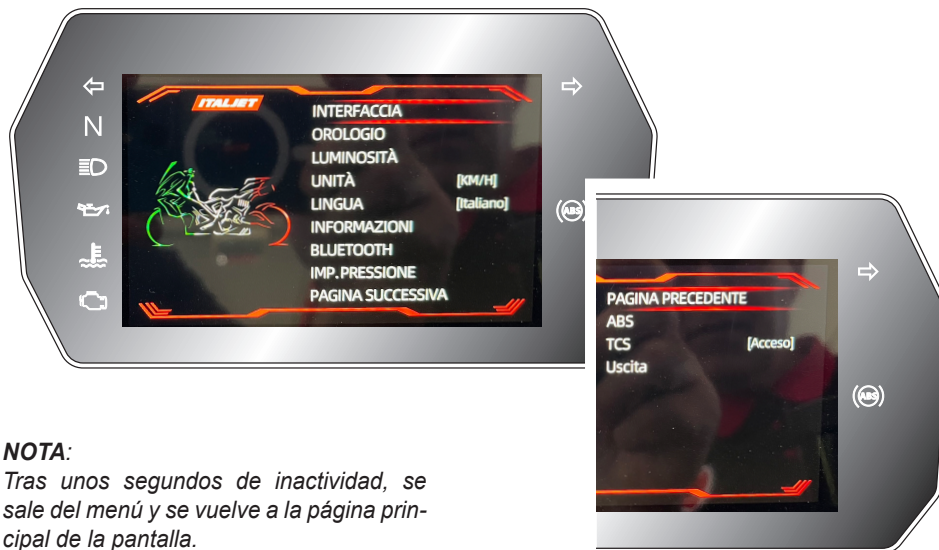 ITALJET
INTERFACCIA
OROLOGIO
LUMINOSITÀ
UNITÀ [KM/H]
LINGUA [Italiano]
INFORMAZIONI
BLUETOOTH
IMP.PRESSIONE
PAGINA SUCCESSIVA
N
ABS
PAGINA PRECEDENTE
ABS
TCS [Acceso]
Uscita
ABS
NOTA:
Tras unos segundos de inactividad, se
sale del menú y se vuelve a la página prin-
cipal de la pantalla.